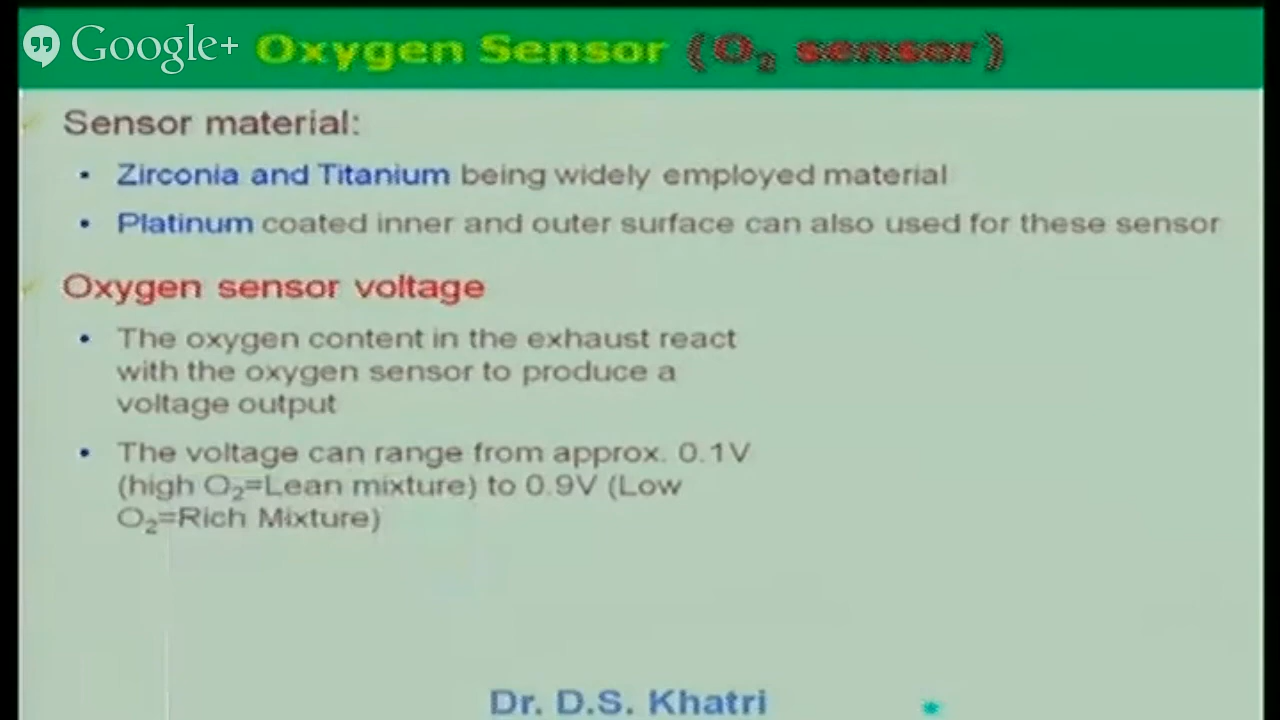 Google+ Oxygen Sensor (O₂ sensor)
Sensor material:
• Zirconia and Titanium being widely employed material
• Platinum coated inner and outer surface can also used for these sensor
Oxygen sensor voltage
• The oxygen content in the exhaust react
with the oxygen sensor to produce a
voltage output
• The voltage can range from approx. 0.1V
(high O₂=Lean mixture) to 0.9V (Low
O₂=Rich Mixture)
Dr. D.S. Khatri